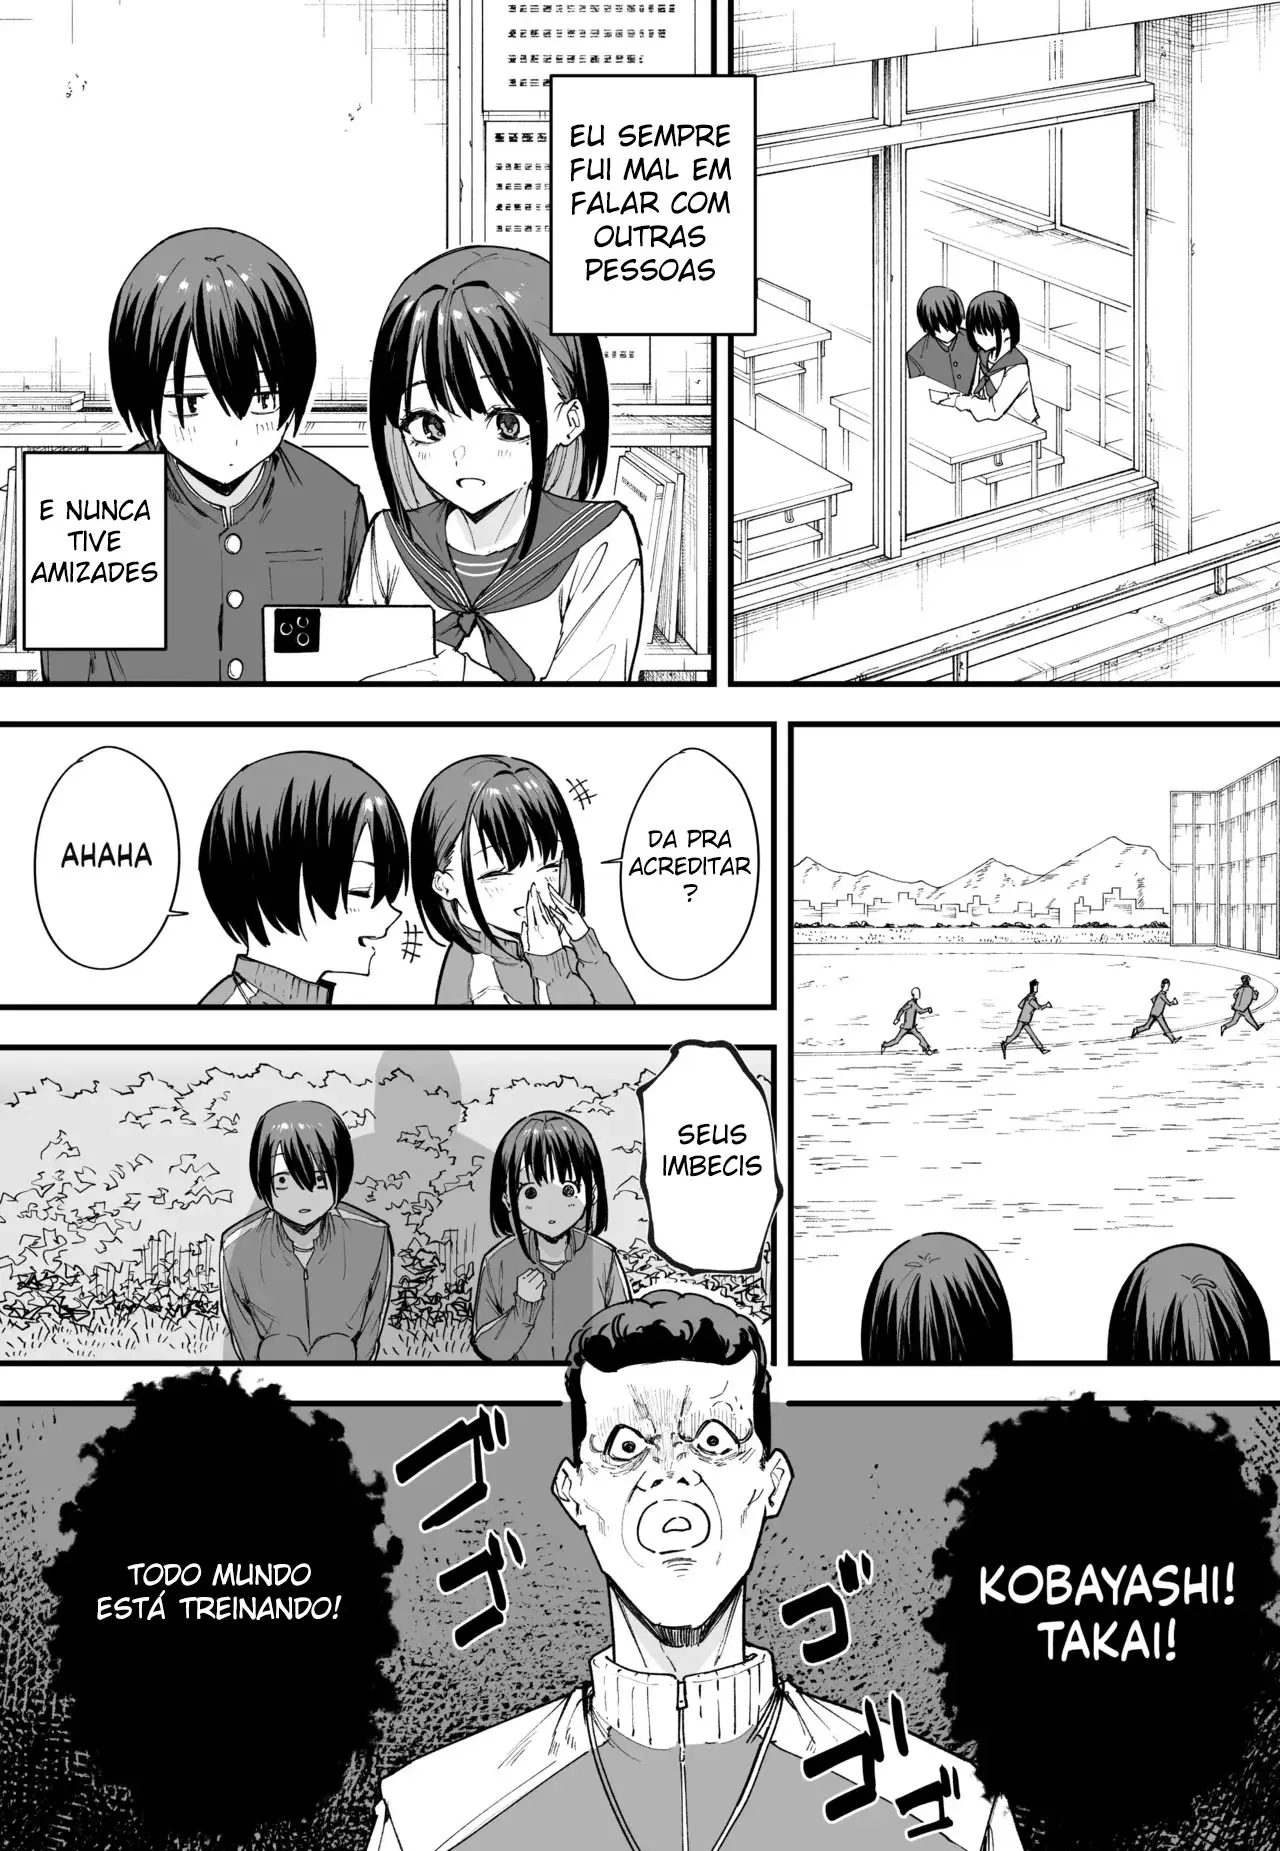 EU SEMPRE
FUI MAL EM
FALAR COM
OUTRAS
PESSOAS
E NUNCA
TIVE
AMIZADES
DA PRA
ACREDITAR
?
AHAHA
SEUS
IMBECIS
KOBAYASHI!
TAKAI!
TODO MUNDO
ESTÁ TREINANDO!
ゴゴ
ゴゴゴ